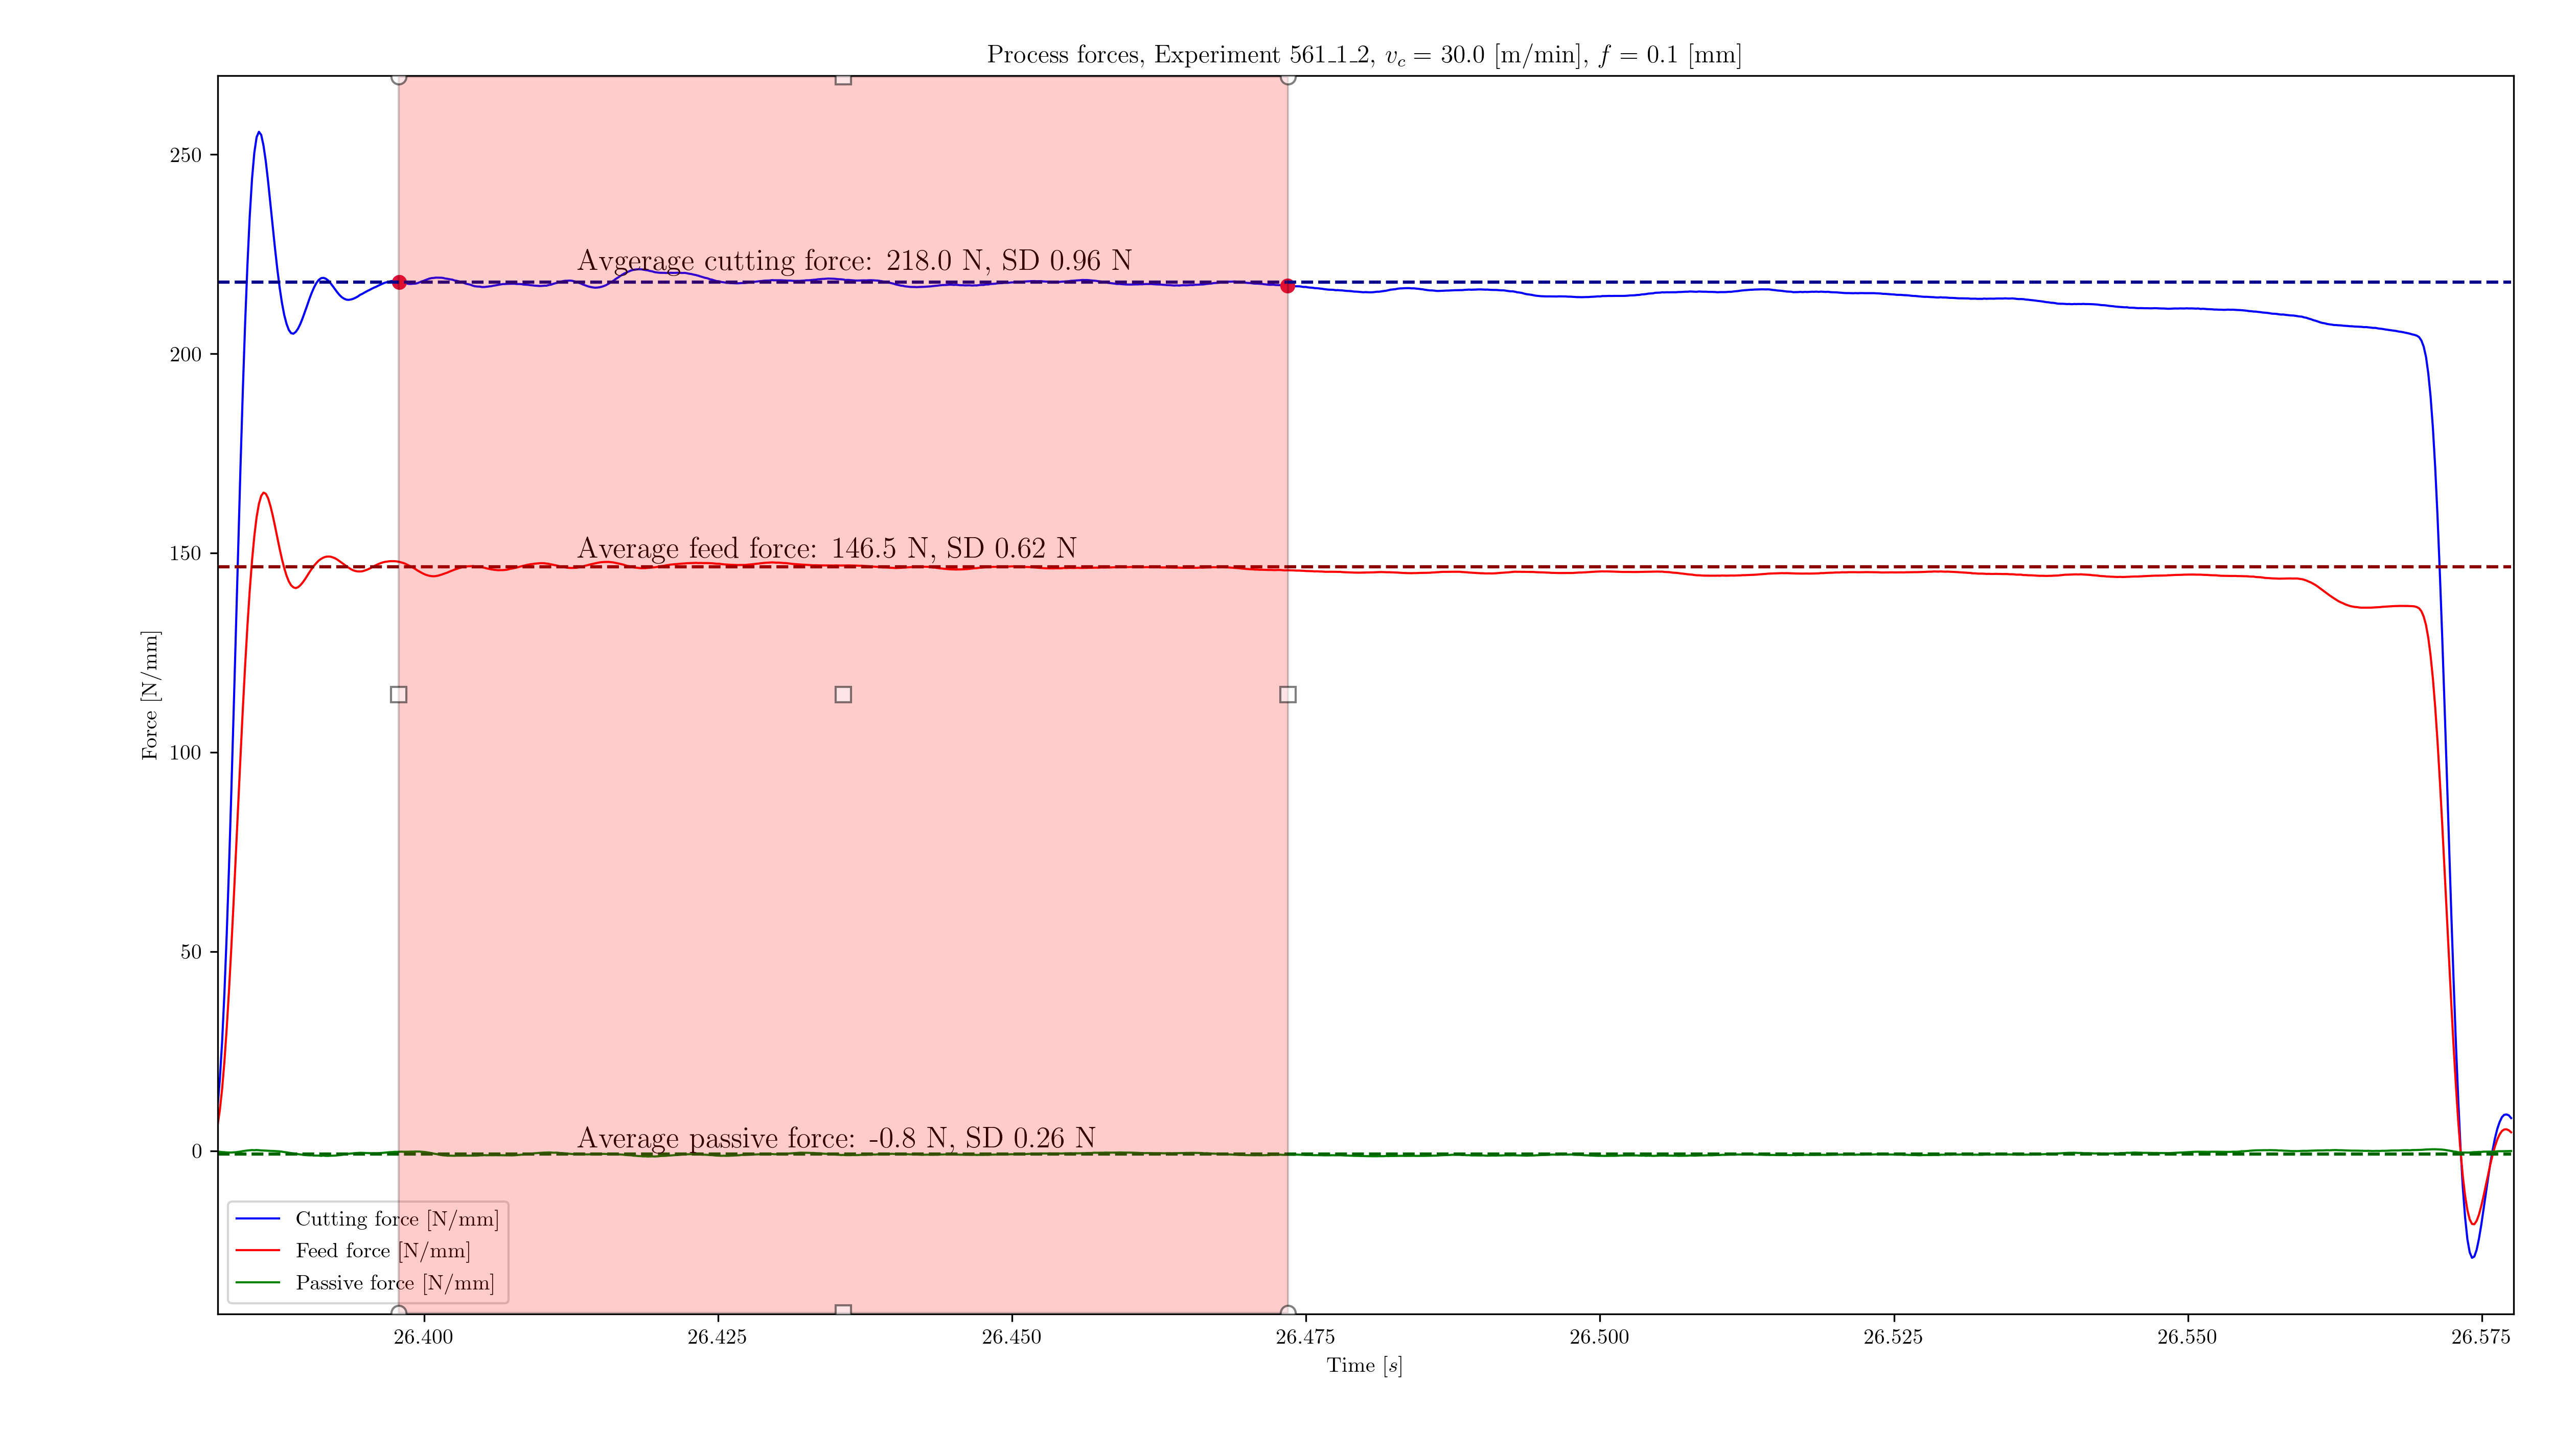 Process forces, Experiment 561_1_2, v_c = 30.0 [m/min], f = 0.1 [mm]
250
200
150
100
50
0
Force [N/mm]
Avgerage cutting force: 218.0 N, SD 0.96 N
Average feed force: 146.5 N, SD 0.62 N
Average passive force: -0.8 N, SD 0.26 N
Cutting force [N/mm]
Feed force [N/mm]
Passive force [N/mm]
26.400 26.425 26.450 26.475 26.500 26.525 26.550 26.575
Time [s]